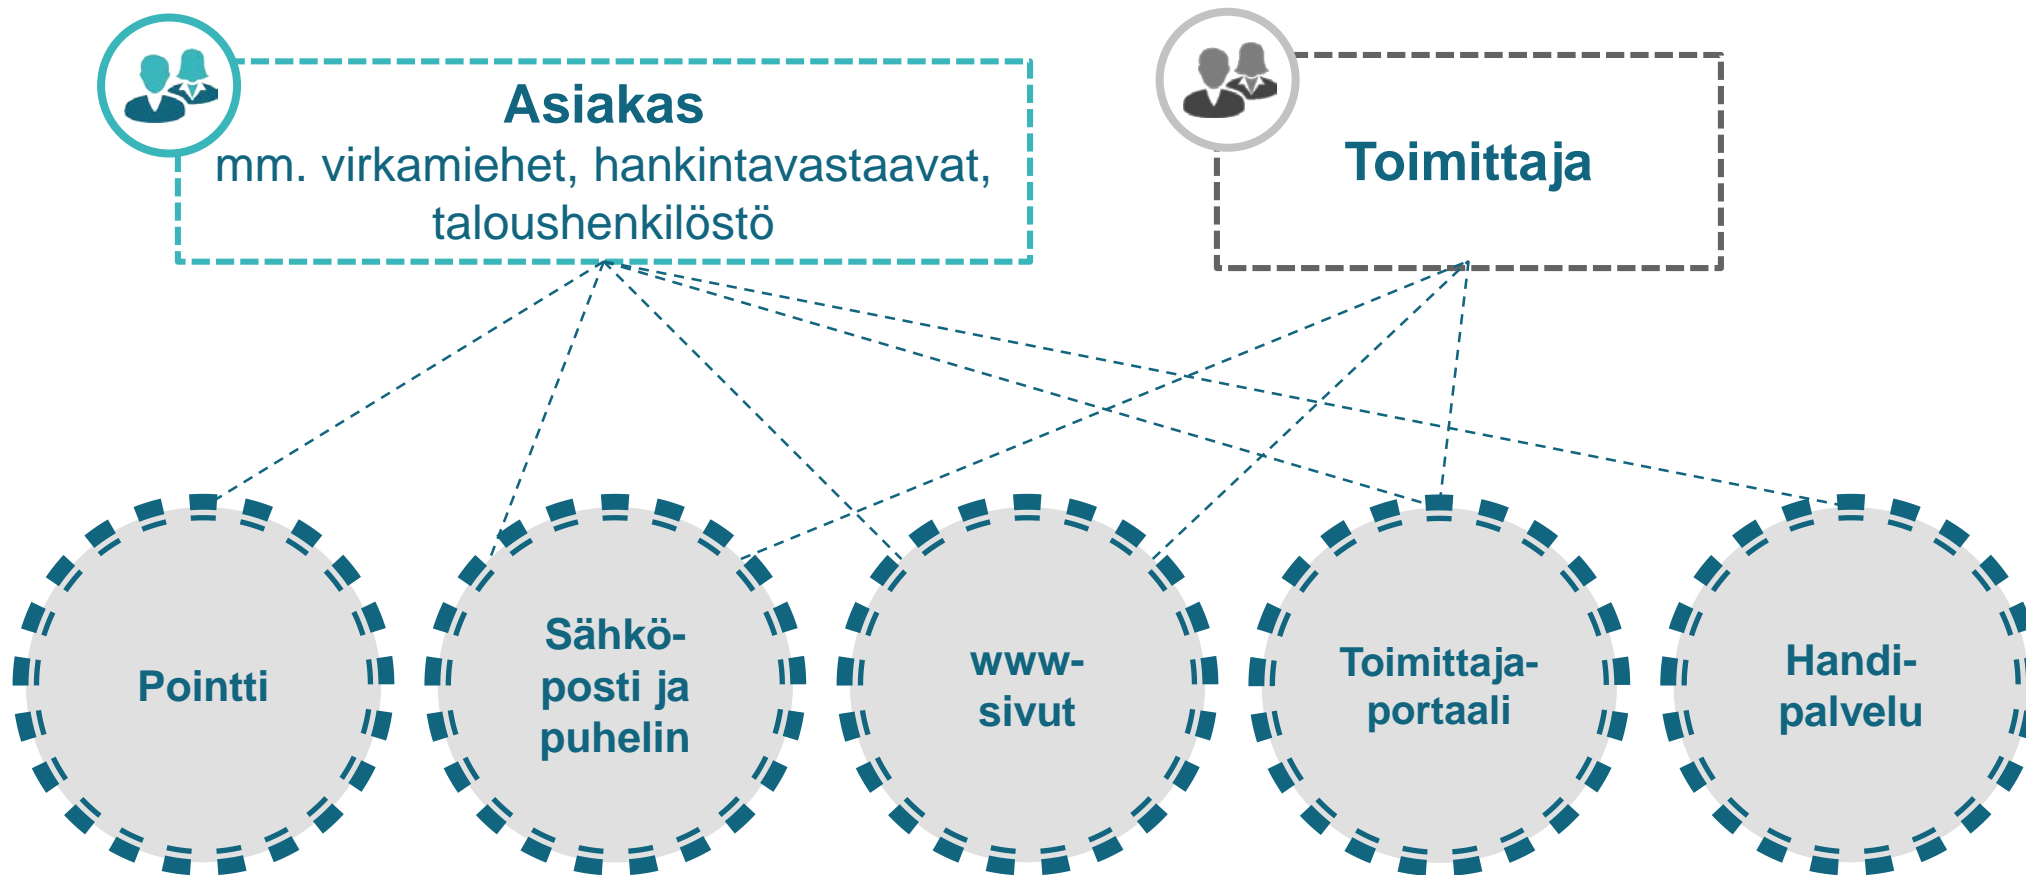 Asiakas
mm. virkamiehet, hankintavastaavat,
taloushenkilöstö
Toimittaja
Pointti
Sähkö-
posti ja
puhelin
www-
sivut
Toimittaja-
portaali
Handi-
palvelu